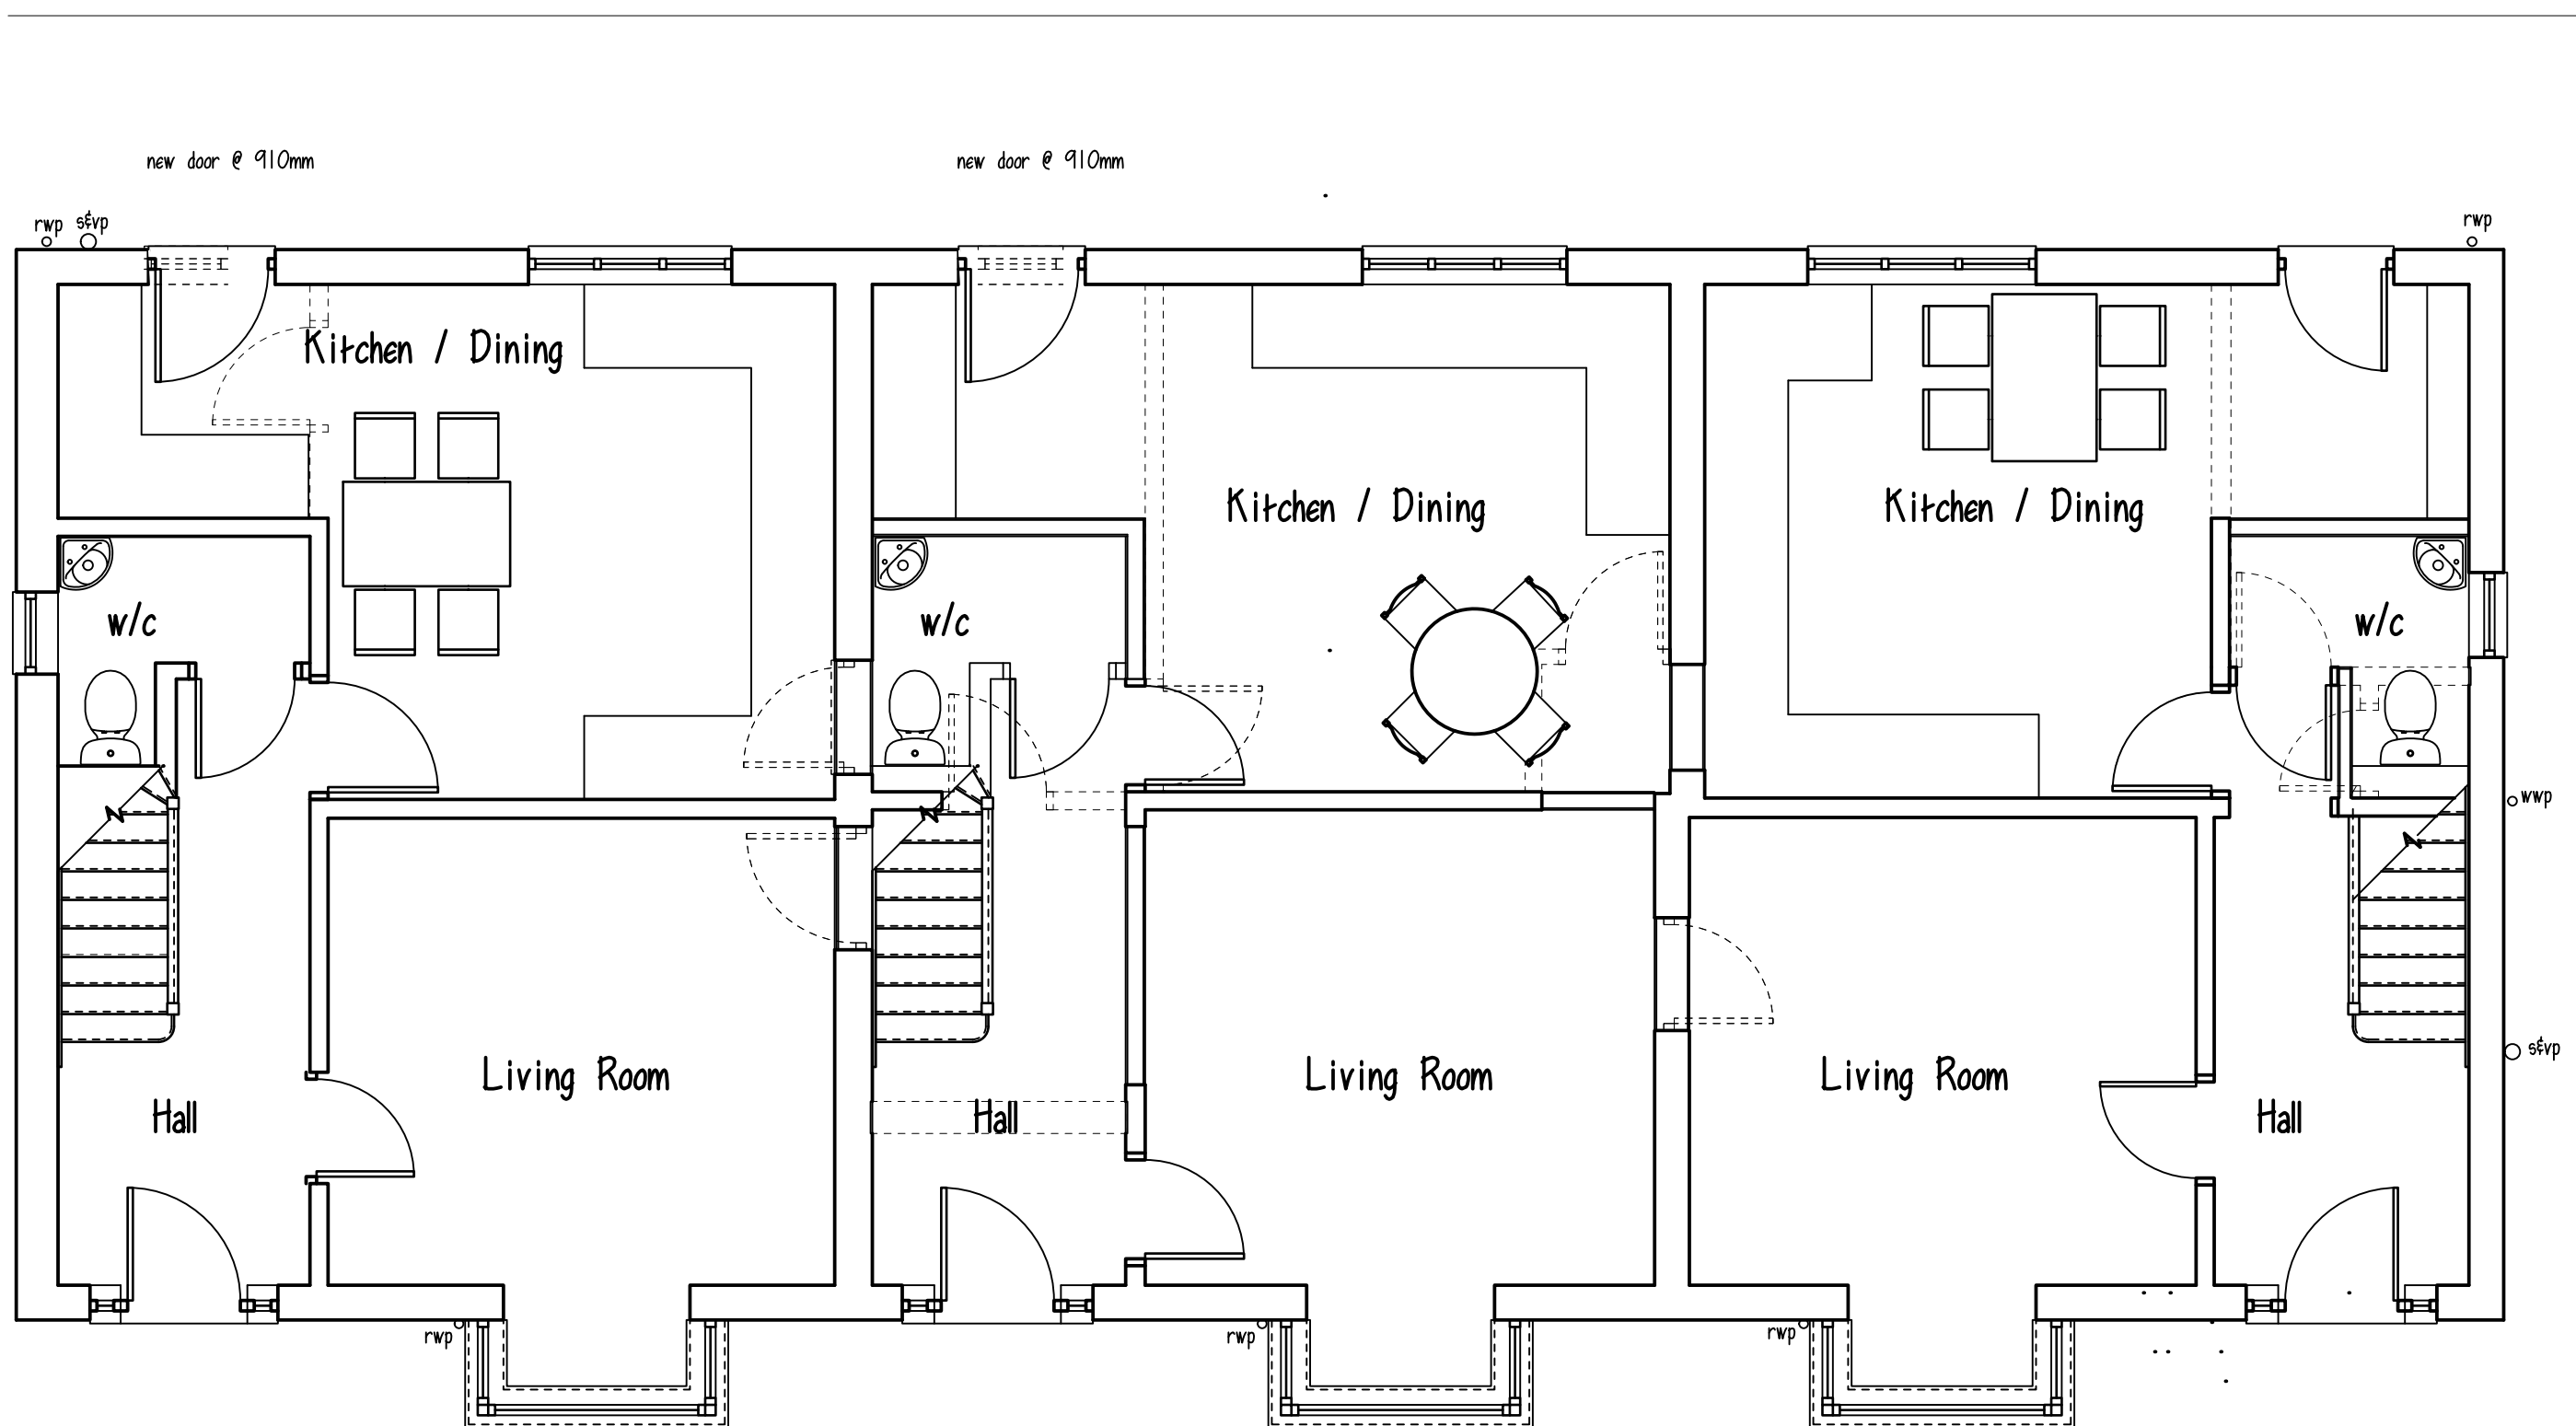 new door @ 910mm
new door @ 910mm
rwp
s&vp
rwp
Kitchen / Dining
Kitchen / Dining
Kitchen / Dining
w/c
w/c
w/c
wwp
s&vp
Living Room
Living Room
Living Room
Hall
Hall
Hall
rwp
rwp
rwp